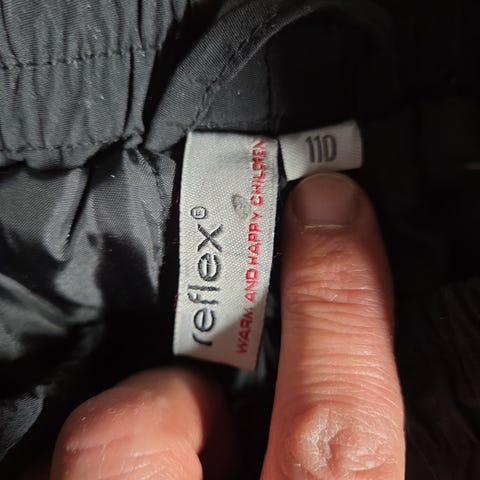 reflex®
WARM AND HAPPY CHILDREN
110